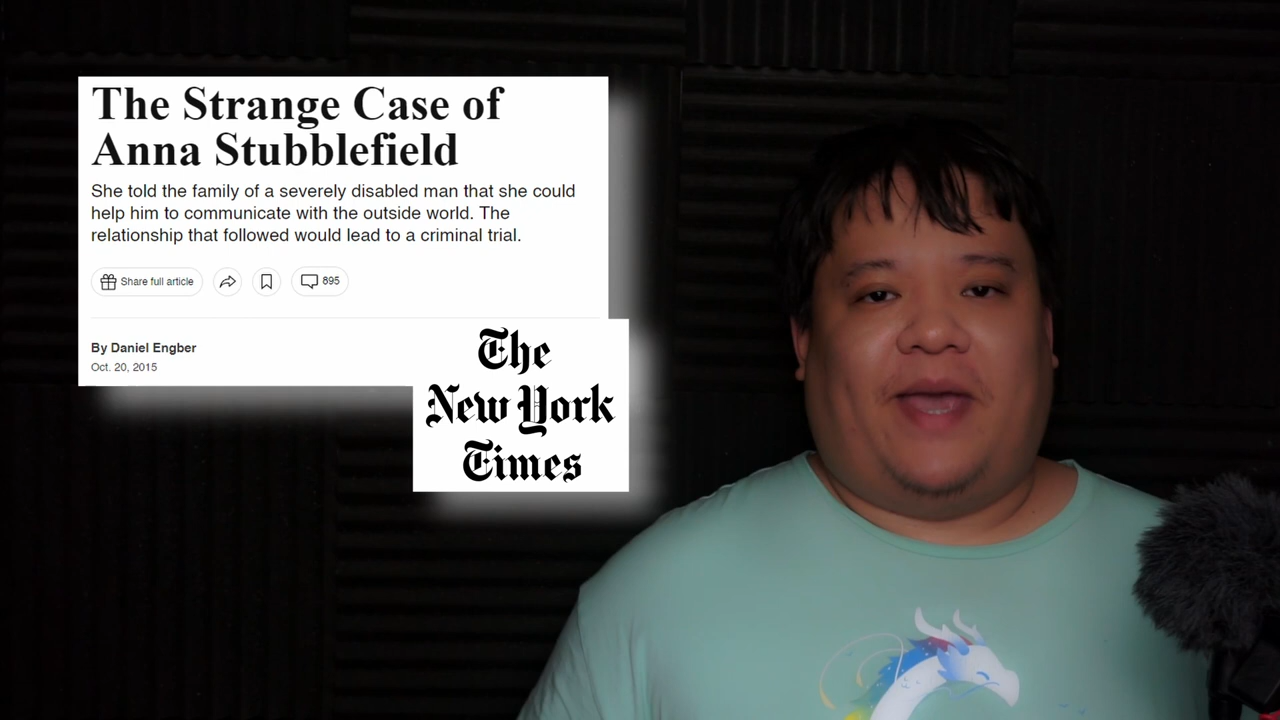 The Strange Case of
Anna Stubblefield
She told the family of a severely disabled man that she could
help him to communicate with the outside world. The
relationship that followed would lead to a criminal trial.
Share full article
895
By Daniel Engber
Oct. 20, 2015
The
New York
Times